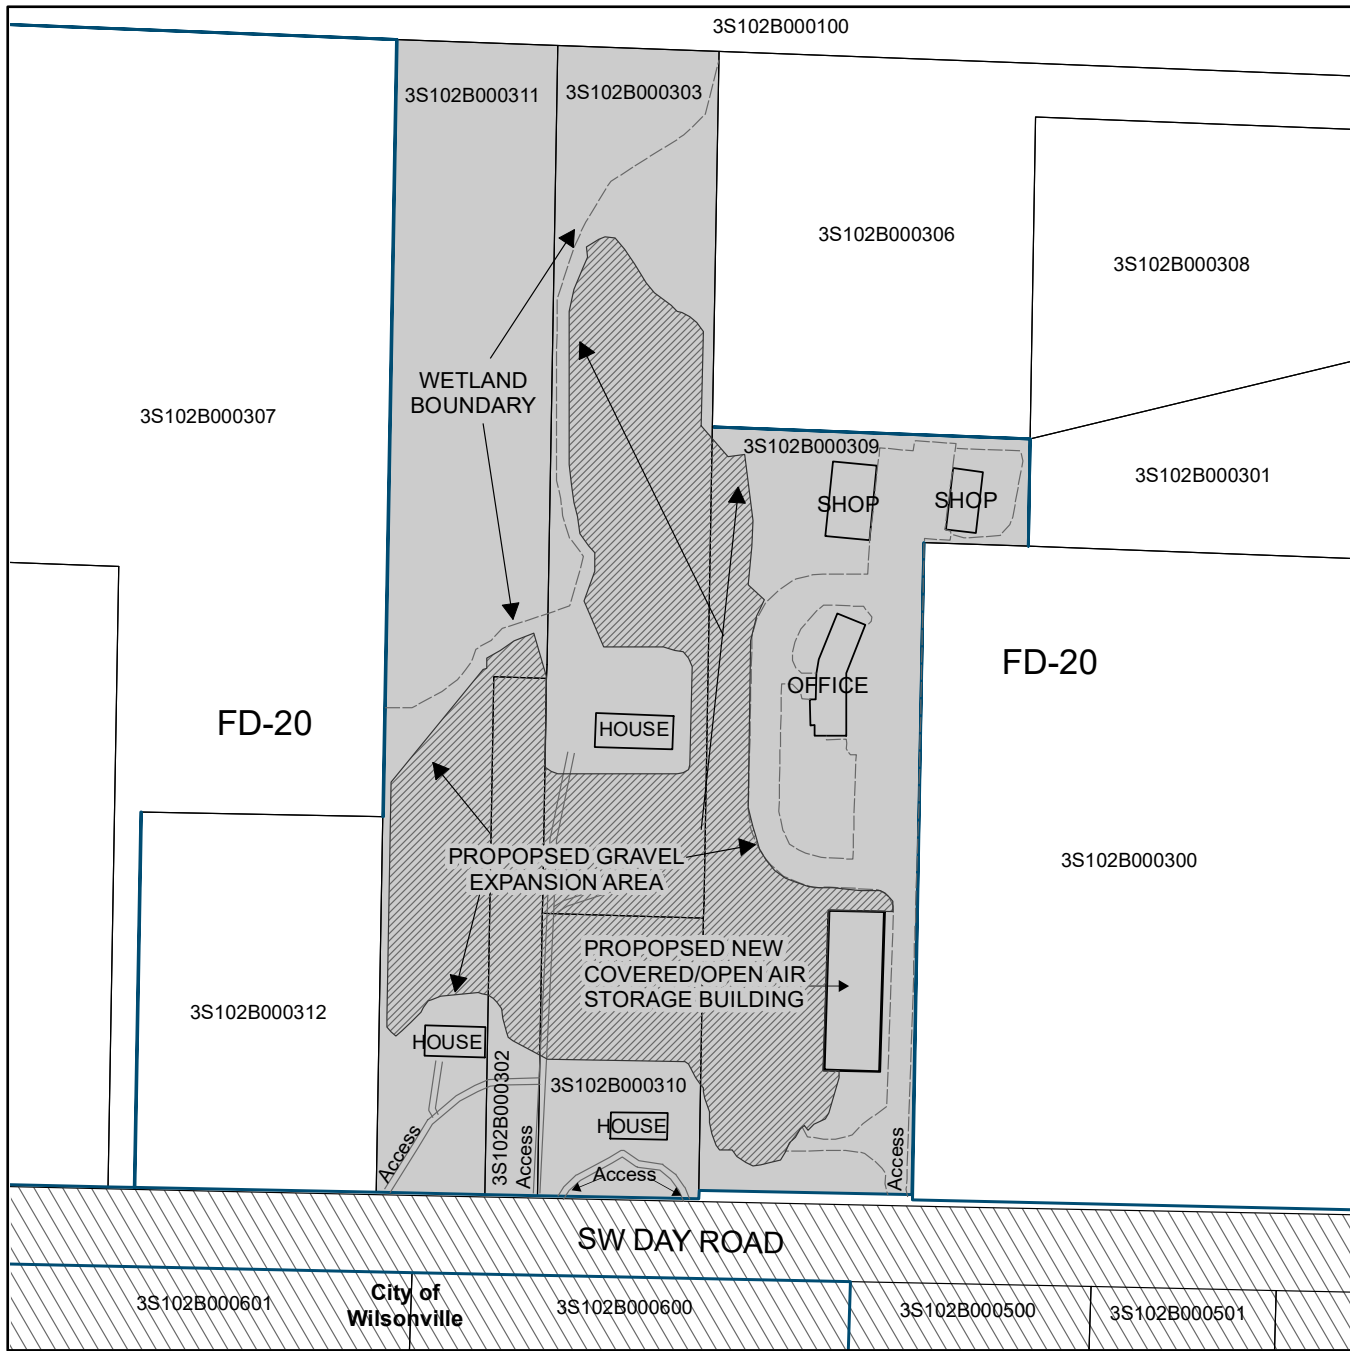 3S102B000100
3S102B000311
3S102B000303
3S102B000306
3S102B000308
WETLAND
BOUNDARY
3S102B000307
3S102B000309
3S102B000301
SHOP
SHOP
FD-20
OFFICE
FD-20
HOUSE
PROPOPSED GRAVEL
EXPANSION AREA
3S102B000300
PROPOPSED NEW
COVERED/OPEN AIR
STORAGE BUILDING
3S102B000312
HOUSE
3S102B000302
3S102B000310
HOUSE
Access
Access
Access
Access
SW DAY ROAD
3S102B000601
City of
Wilsonville
3S102B000600
3S102B000500
3S102B000501